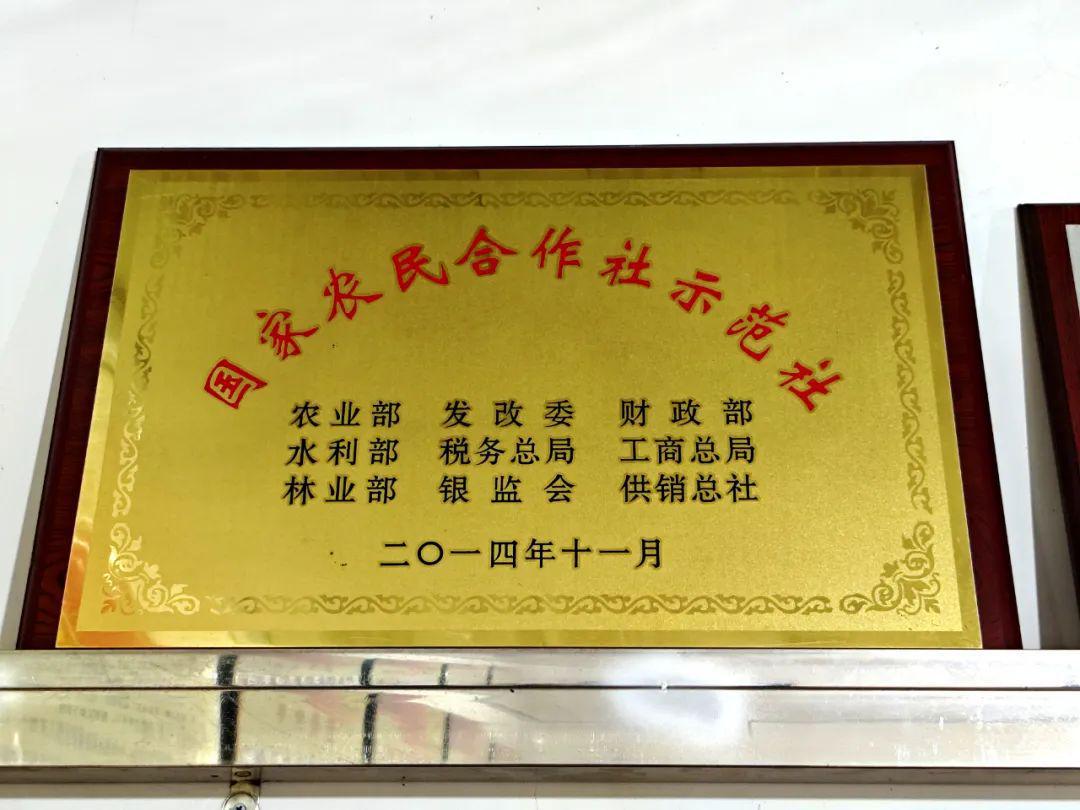 国家农民合作社示范社
农业部 发改委 财政部
水利部 税务总局 工商总局
林业部 银监会 供销总社
二〇一四年十一月